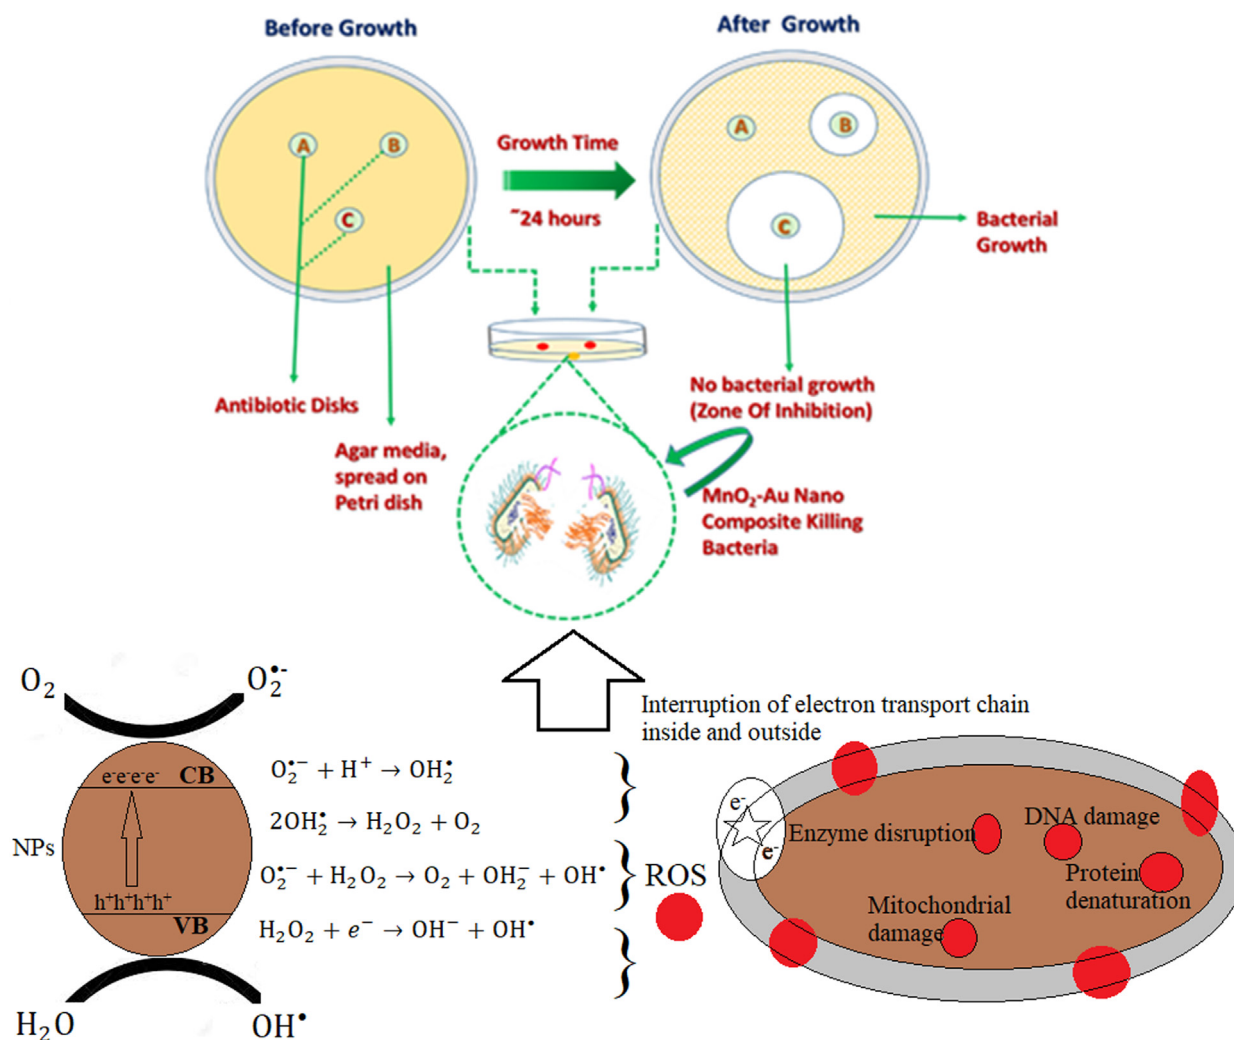 Before Growth
After Growth
A
B
C
Growth Time
~24 hours
A
B
C
Bacterial
Growth
Antibiotic Disks
Agar media,
spread on
Petri dish
No bacterial growth
(Zone Of Inhibition)
MnO₂-Au Nano
Composite Killing
Bacteria
O₂
O₂•-
e-e-e-e-
CB
NPs
h⁺h⁺h⁺h⁺
VB
H₂O
OH•
O₂•− + H⁺ → OH₂•
2OH₂• → H₂O₂ + O₂
O₂•− + H₂O₂ → O₂ + OH₂− + OH•
H₂O₂ + e− → OH− + OH•
ROS
Interruption of electron transport chain
inside and outside
e-
e-
Enzyme disruption
DNA damage
Protein
denaturation
Mitochondrial
damage